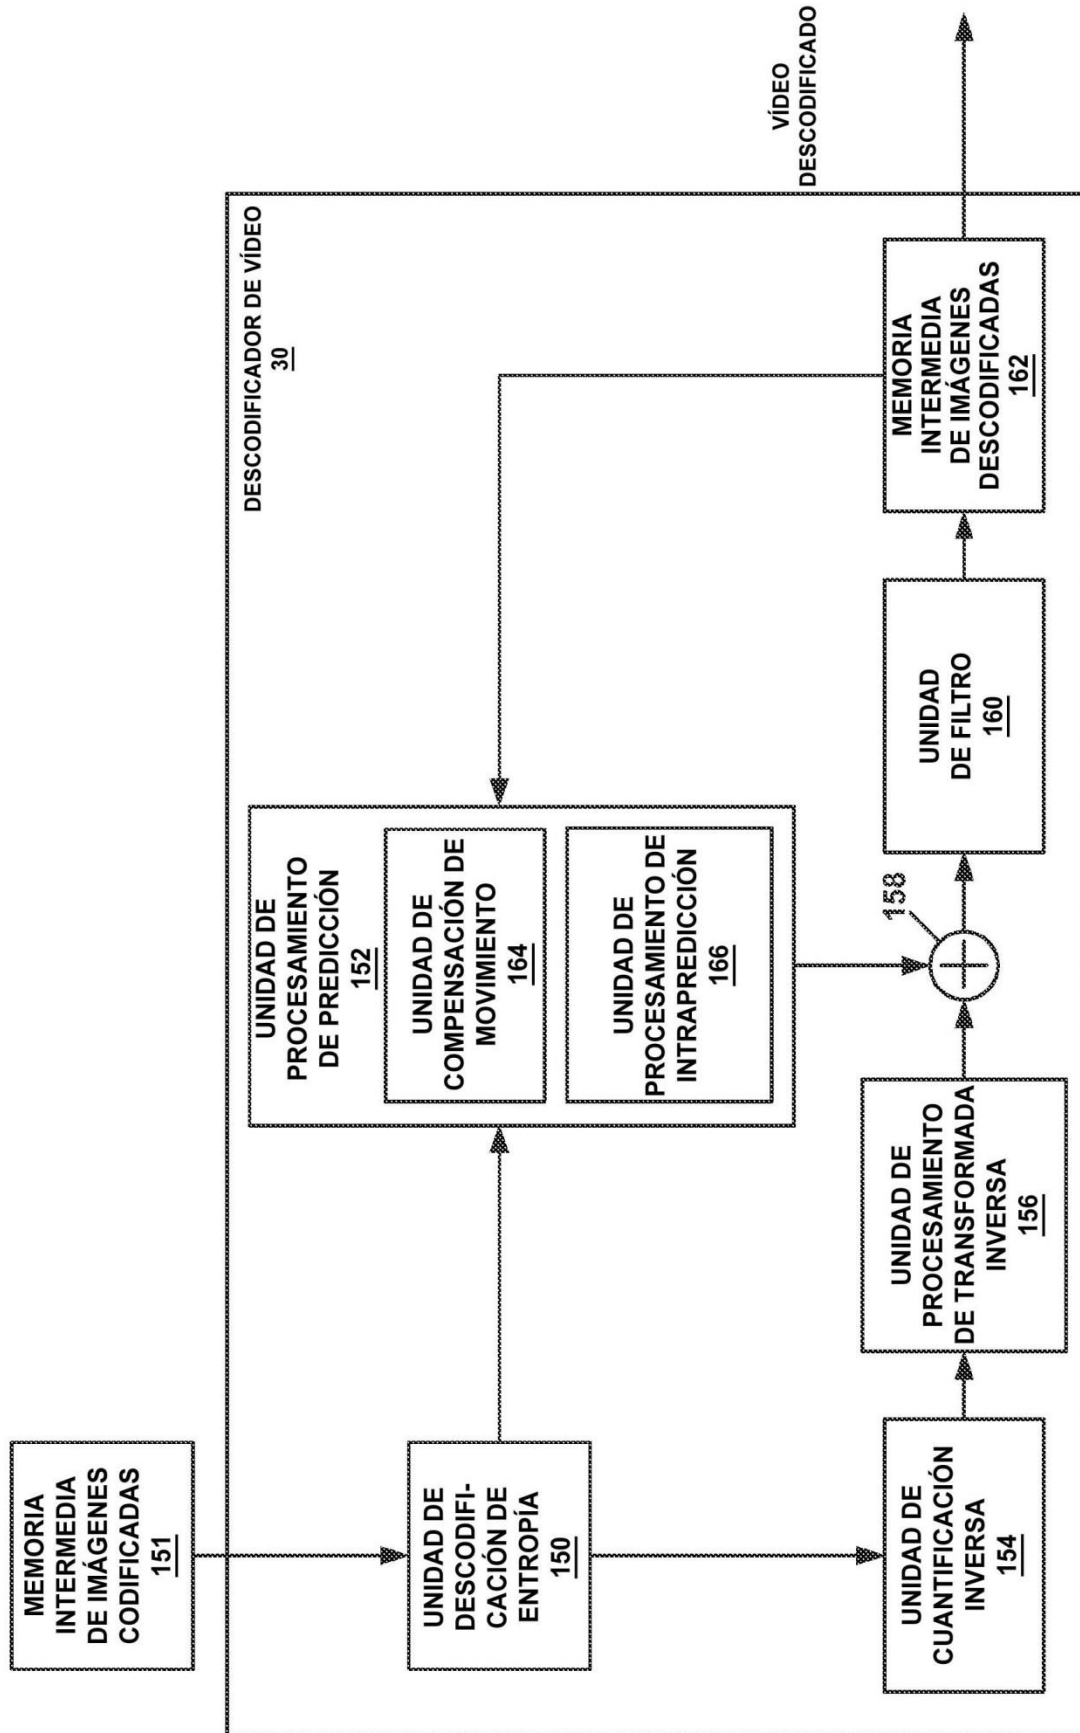 MEMORIA
INTERMEDIA
DE IMÁGENES
CODIFICADAS
151
DESCODIFICADOR DE VÍDEO
30
UNIDAD DE
DESCODIFI-
CACIÓN DE
ENTROPÍA
150
UNIDAD DE
PROCESAMIENTO
DE PREDICCIÓN
152
UNIDAD DE
COMPENSACIÓN DE
MOVIMIENTO
164
UNIDAD DE
PROCESAMIENTO DE
INTRAPREDICCIÓN
166
UNIDAD DE
CUANTIFICACIÓN
INVERSA
154
UNIDAD DE
PROCESAMIENTO
DE TRANSFORMADA
INVERSA
156
158
UNIDAD
DE FILTRO
160
MEMORIA
INTERMEDIA
DE IMÁGENES
DESCODIFICADAS
162
VÍDEO
DESCODIFICADO